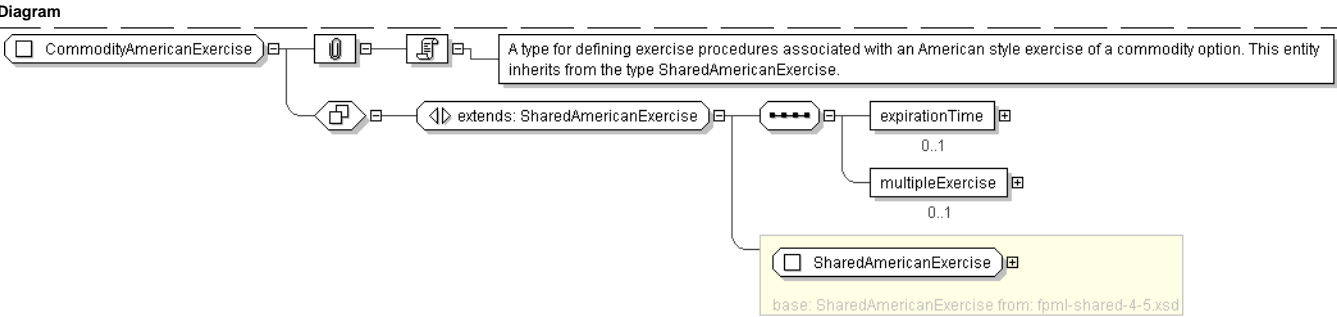 Diagram
CommodityAmericanExercise
A type for defining exercise procedures associated with an American style exercise of a commodity option. This entity
inherits from the type SharedAmericanExercise.
extends: SharedAmericanExercise
expirationTime
0..1
multipleExercise
0..1
SharedAmericanExercise
base: SharedAmericanExercise from: fpml-shared-4-5.xsd